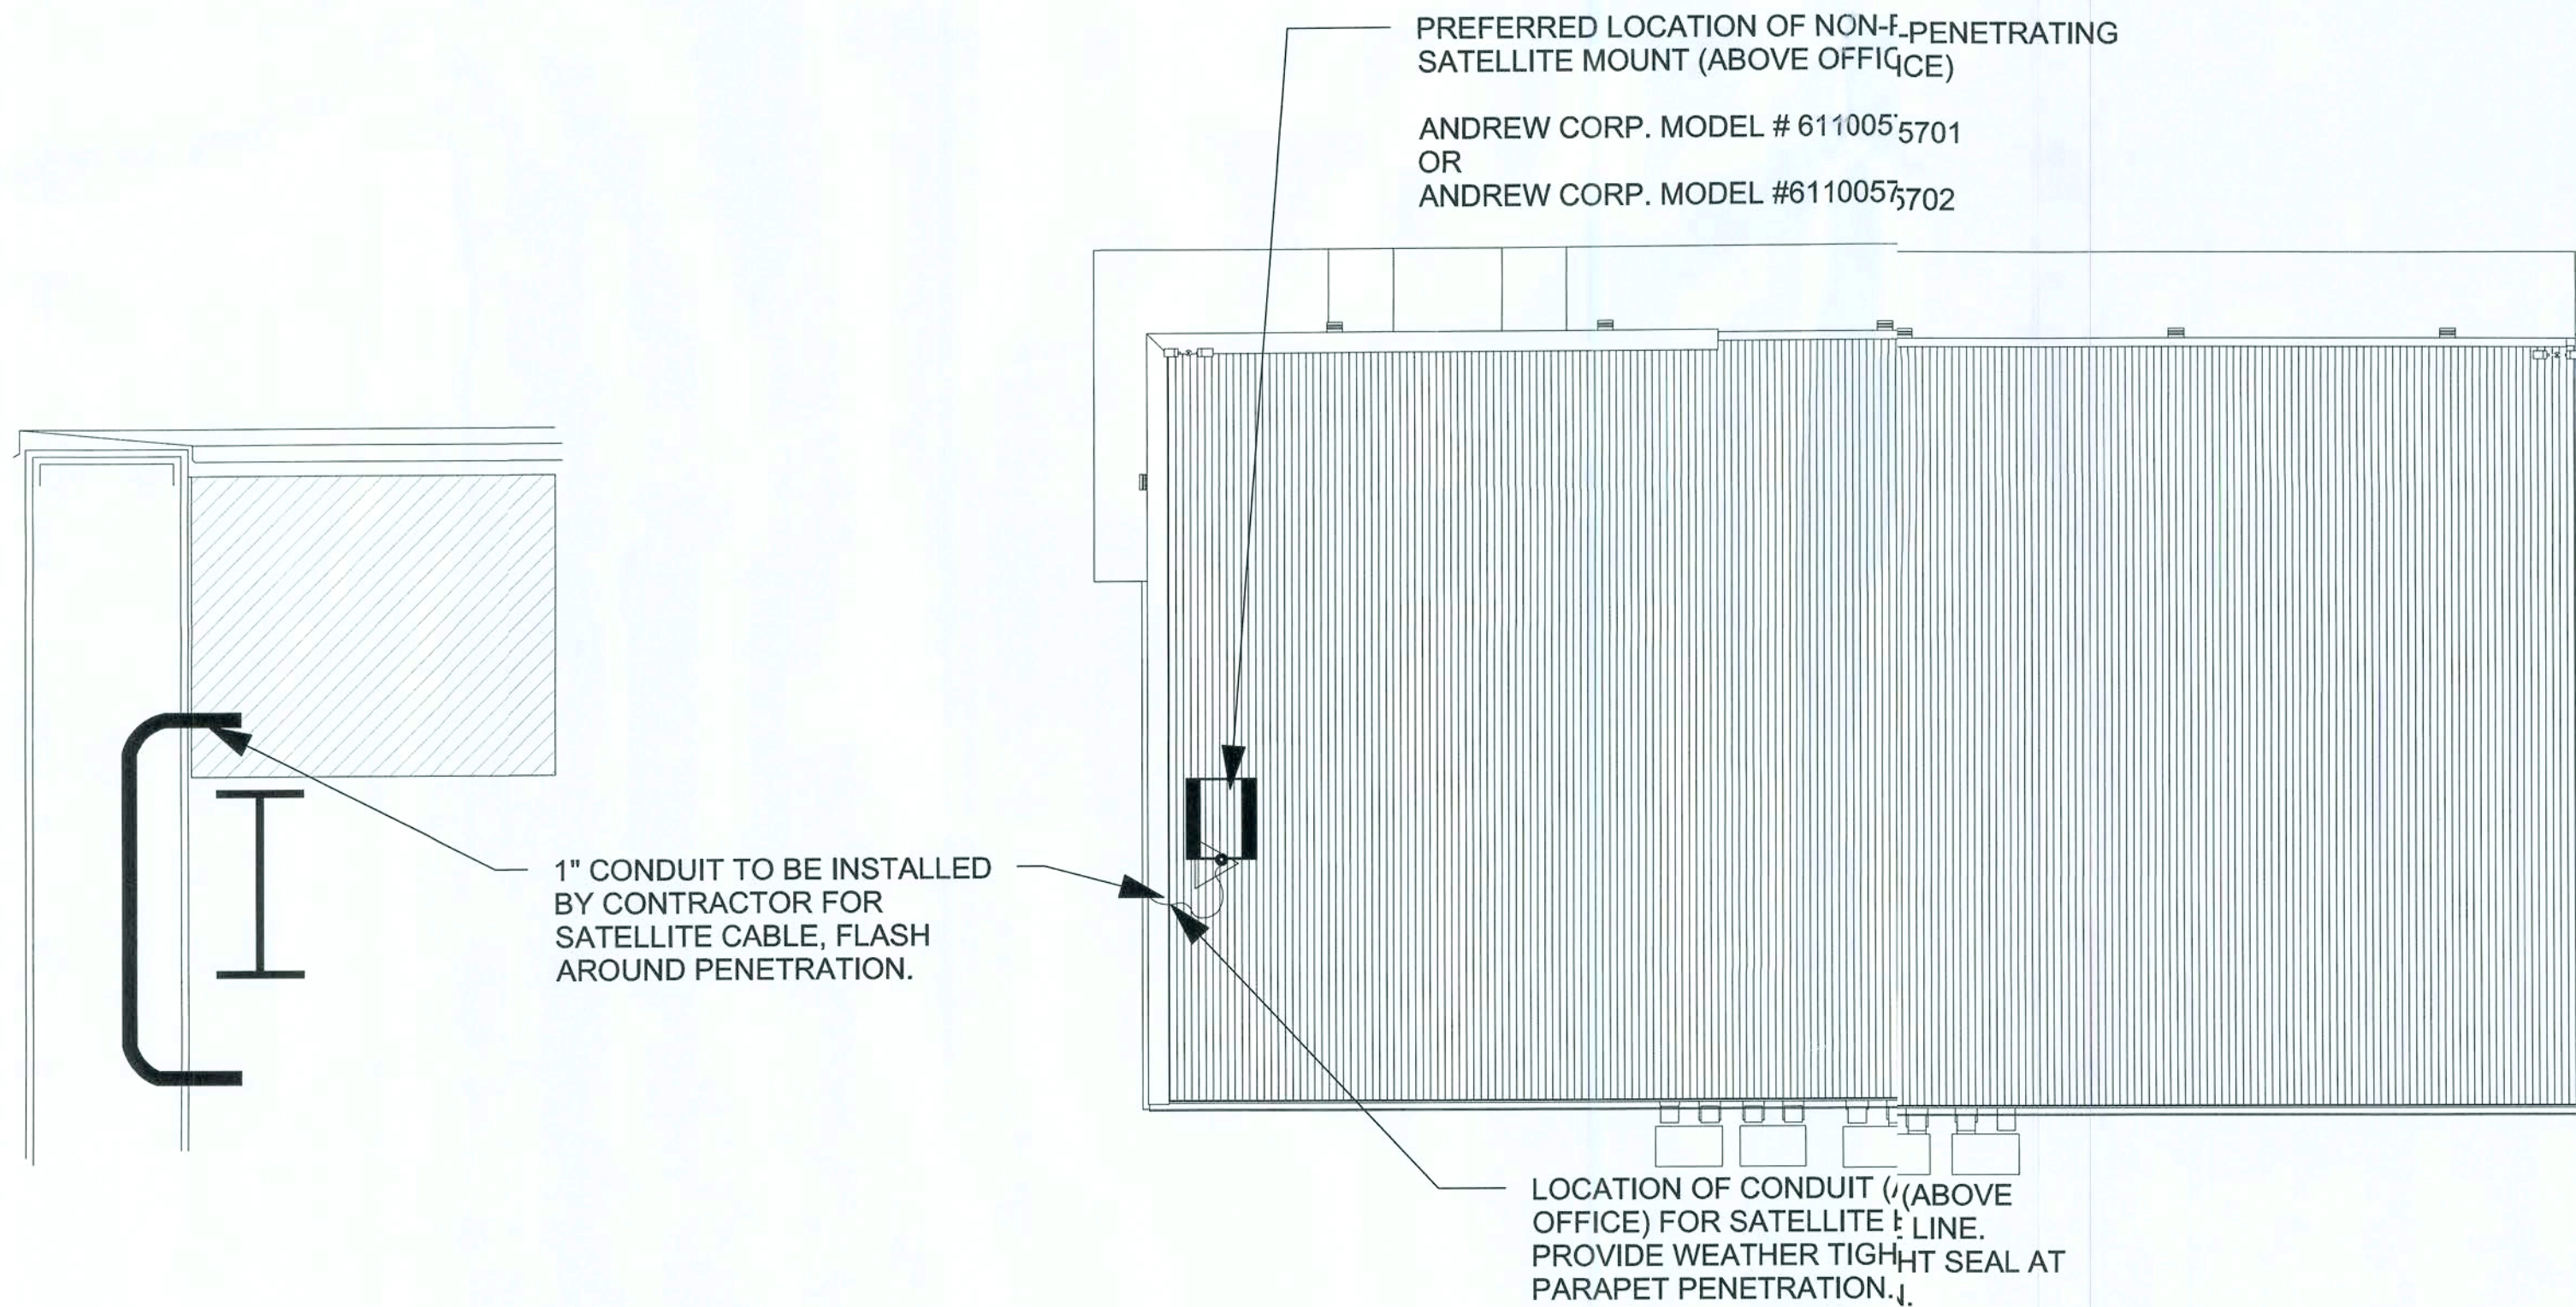 PREFERRED LOCATION OF NON-PENETRATING
SATELLITE MOUNT (ABOVE OFFICE)
ANDREW CORP. MODEL # 611005701
OR
ANDREW CORP. MODEL #611005702
1" CONDUIT TO BE INSTALLED
BY CONTRACTOR FOR
SATELLITE CABLE, FLASH
AROUND PENETRATION.
LOCATION OF CONDUIT (ABOVE
OFFICE) FOR SATELLITE LINE.
PROVIDE WEATHER TIGHT SEAL AT
PARAPET PENETRATION.